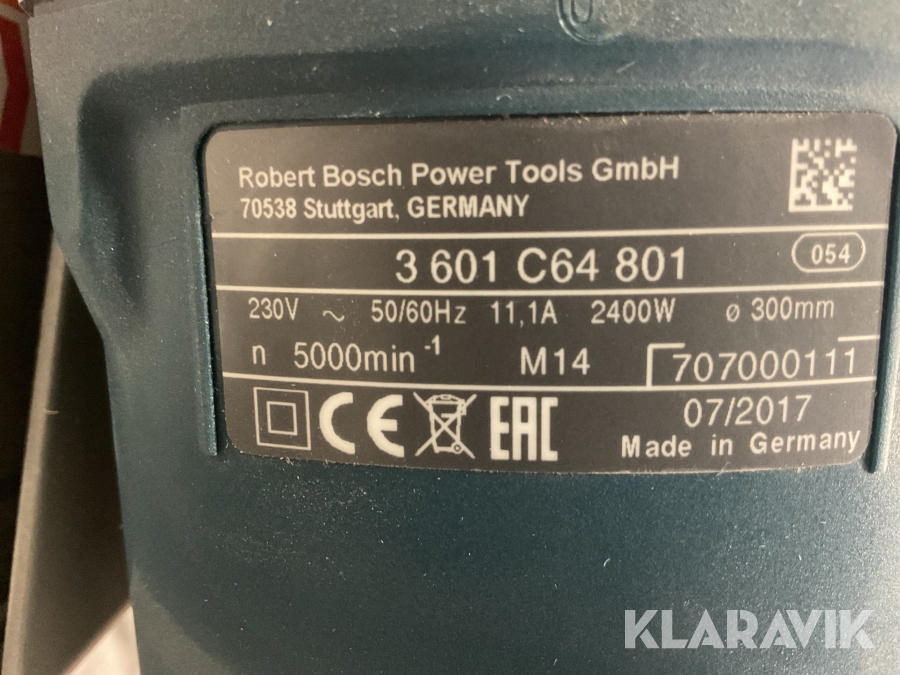 Robert Bosch Power Tools GmbH
70538 Stuttgart, GERMANY
3 601 C64 801
054
230V ~ 50/60Hz 11,1A 2400W ø 300mm
n 5000min⁻¹ M14 707000111
CE EAC 07/2017
Made in Germany
KLARAVIK